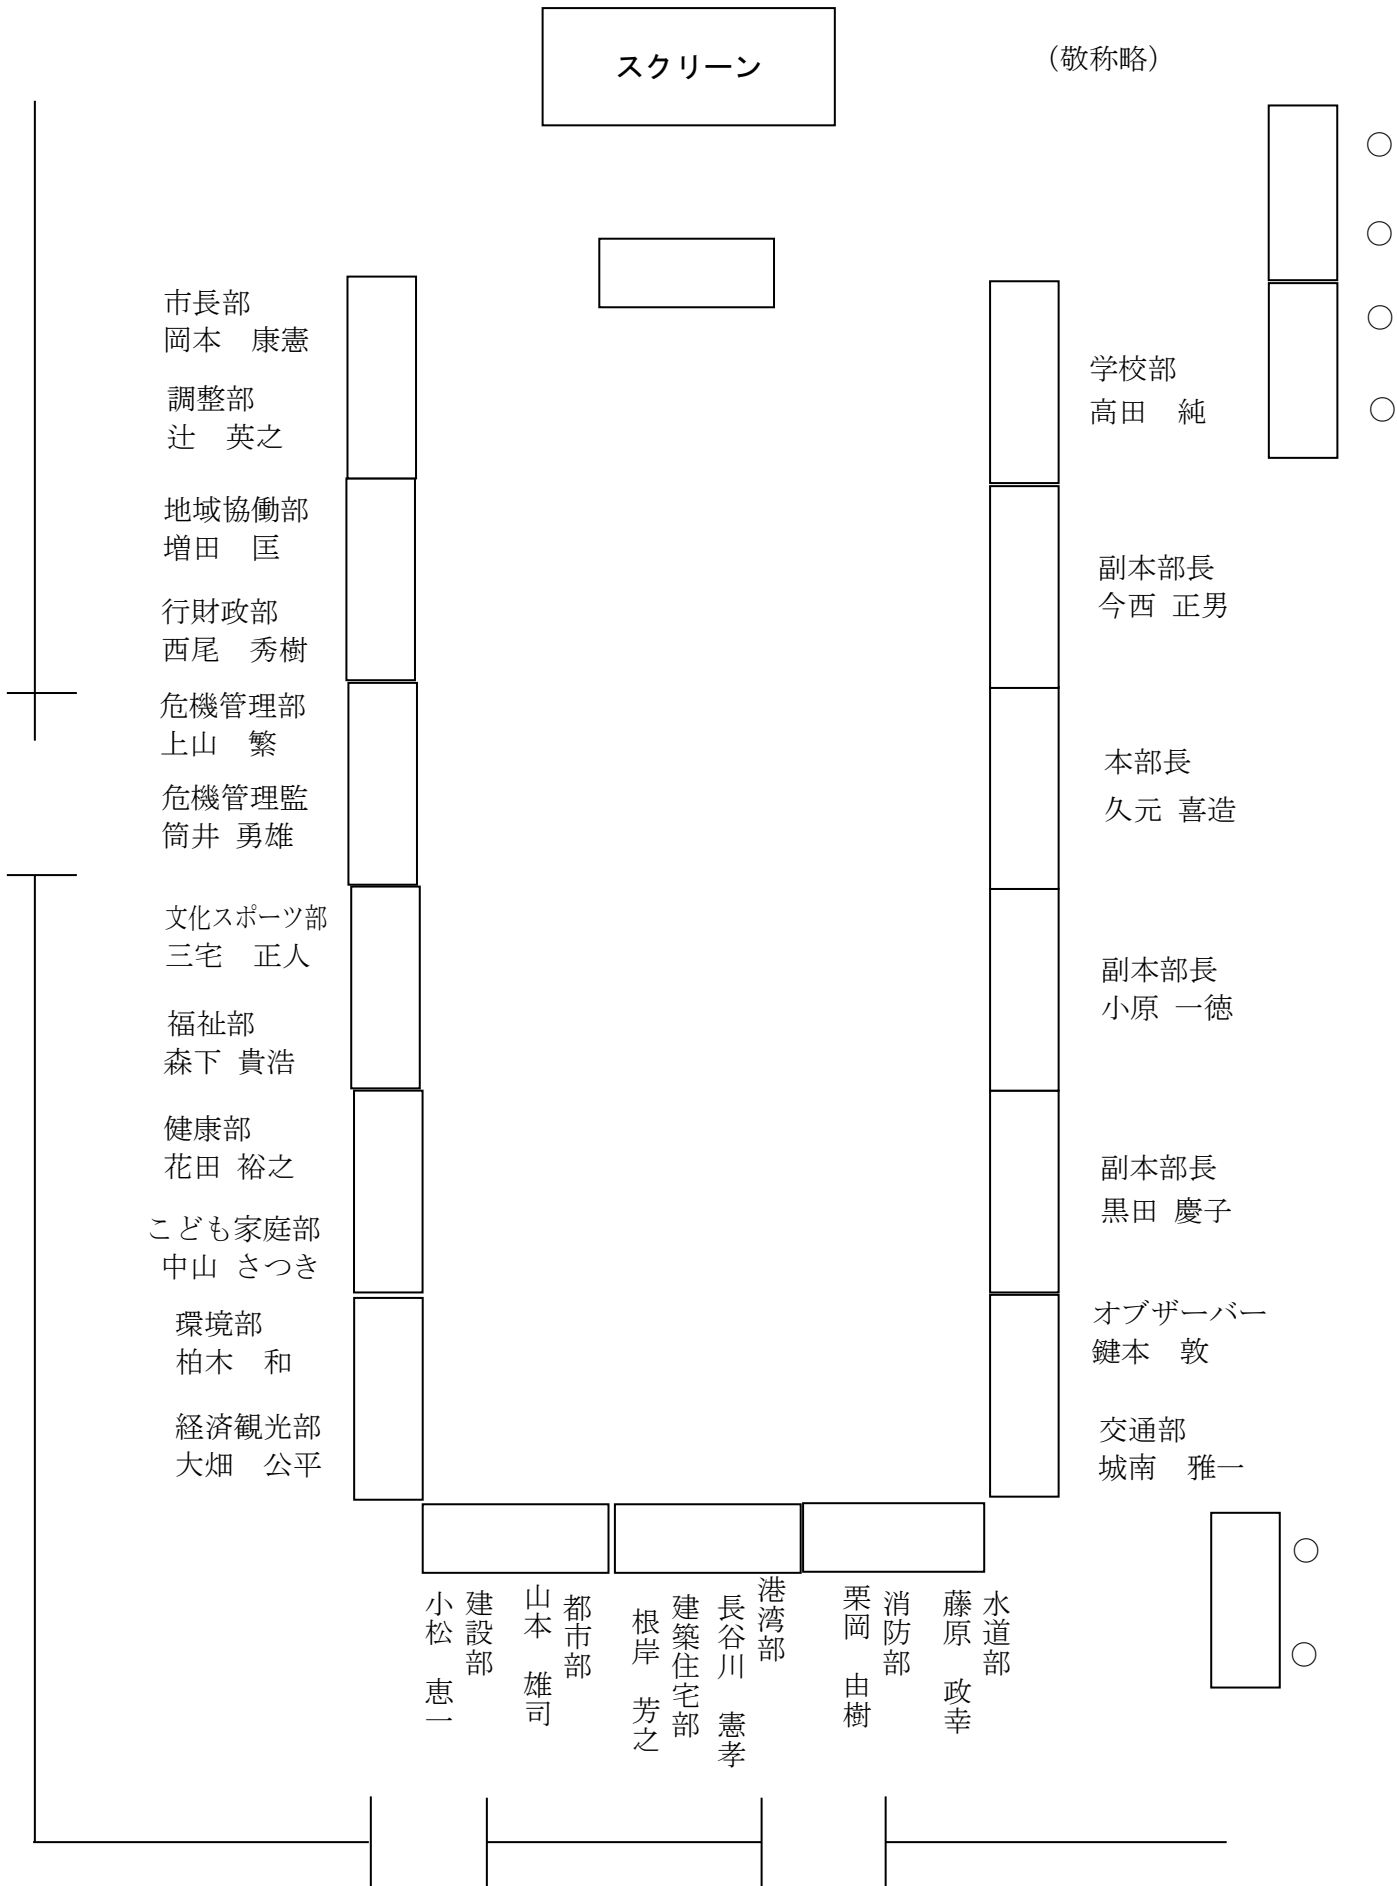 スクリーン
（敬称略）
市長部
岡本　康憲
調整部
辻　英之
地域協働部
増田　匡
行財政部
西尾　秀樹
危機管理部
上山　繁
危機管理監
筒井 勇雄
文化スポーツ部
三宅　正人
福祉部
森下 貴浩
健康部
花田 裕之
こども家庭部
中山 さつき
環境部
柏木　和
経済観光部
大畑　公平
学校部
高田　純
副本部長
今西 正男
本部長
久元 喜造
副本部長
小原 一徳
副本部長
黒田 慶子
オブザーバー
鍵本　敦
交通部
城南　雅一
建設部
小松　恵一
都市部
山本　雄司
建築住宅部
根岸　芳之
港湾部
長谷川　憲孝
消防部
栗岡　由樹
水道部
藤原　政幸